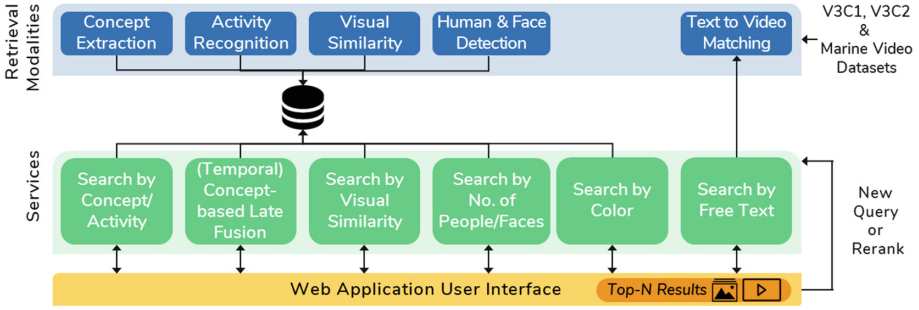 Retrieval
Modalities
Concept
Extraction
Activity
Recognition
Visual
Similarity
Human & Face
Detection
Text to Video
Matching
V3C1, V3C2
&
Marine Video
Datasets
Services
Search by
Concept/
Activity
(Temporal)
Concept-
based Late
Fusion
Search by
Visual
Similarity
Search by
No. of
People/Faces
Search by
Color
Search by
Free Text
New
Query
or
Rerank
Web Application User Interface
Top-N Results